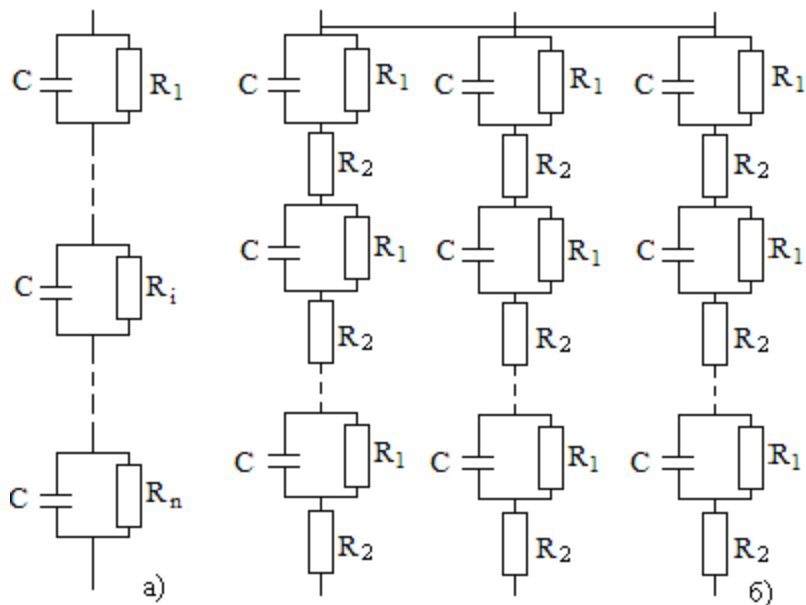 C R₁ C R₁ C R₁ C R₁
R₂ R₂ R₂
C Rᵢ C R₁ C R₁ C R₁
R₂ R₂ R₂
C Rₙ C R₁ C R₁ C R₁
R₂ R₂ R₂
а) б)